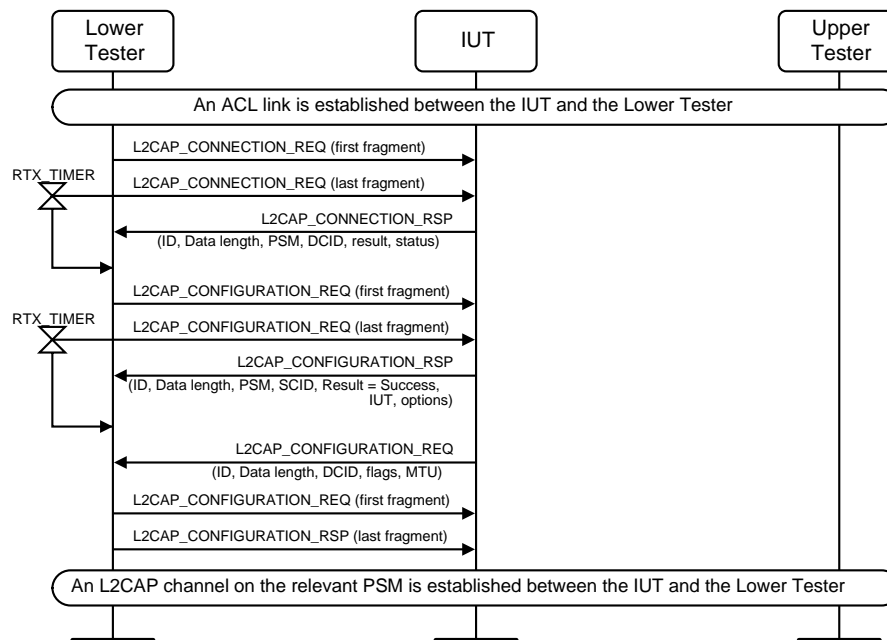 Lower
Tester
IUT
Upper
Tester
An ACL link is established between the IUT and the Lower Tester
L2CAP_CONNECTION_REQ (first fragment)
RTX_TIMER
L2CAP_CONNECTION_REQ (last fragment)
L2CAP_CONNECTION_RSP
(ID, Data length, PSM, DCID, result, status)
L2CAP_CONFIGURATION_REQ (first fragment)
RTX_TIMER
L2CAP_CONFIGURATION_REQ (last fragment)
L2CAP_CONFIGURATION_RSP
(ID, Data length, PSM, SCID, Result = Success,
IUT, options)
L2CAP_CONFIGURATION_REQ
(ID, Data length, DCID, flags, MTU)
L2CAP_CONFIGURATION_REQ (first fragment)
L2CAP_CONFIGURATION_RSP (last fragment)
An L2CAP channel on the relevant PSM is established between the IUT and the Lower Tester